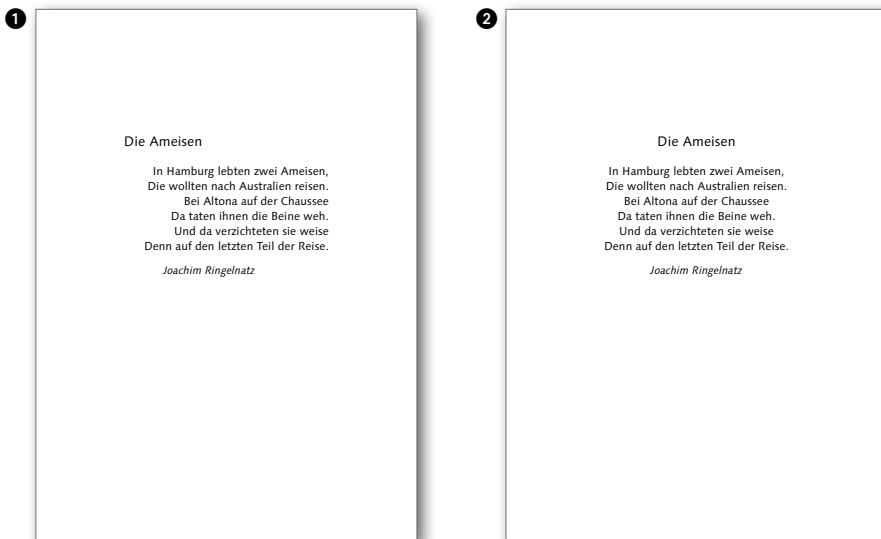 1
Die Ameisen
In Hamburg lebten zwei Ameisen,
Die wollten nach Australien reisen.
Bei Altona auf der Chaussee
Da taten ihnen die Beine weh.
Und da verzichteten sie weise
Denn auf den letzten Teil der Reise.
Joachim Ringelnatz
2
Die Ameisen
In Hamburg lebten zwei Ameisen,
Die wollten nach Australien reisen.
Bei Altona auf der Chaussee
Da taten ihnen die Beine weh.
Und da verzichteten sie weise
Denn auf den letzten Teil der Reise.
Joachim Ringelnatz